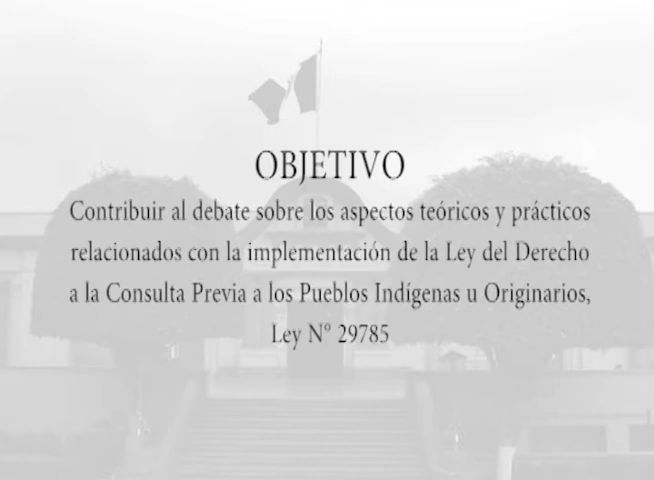 OBJETIVO
Contribuir al debate sobre los aspectos teóricos y prácticos
relacionados con la implementación de la Ley del Derecho
a la Consulta Previa a los Pueblos Indígenas u Originarios,
Ley Nº 29785